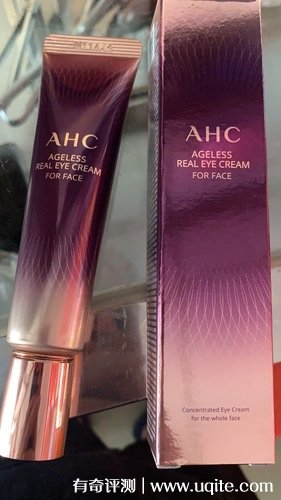 AHC
AGELESS
REAL EYE CREAM
FOR FACE
AHC
AGELESS
REAL EYE CREAM
FOR FACE
Concentrated Eye Cream
for the whole face
有奇评测 | www.uqite.com